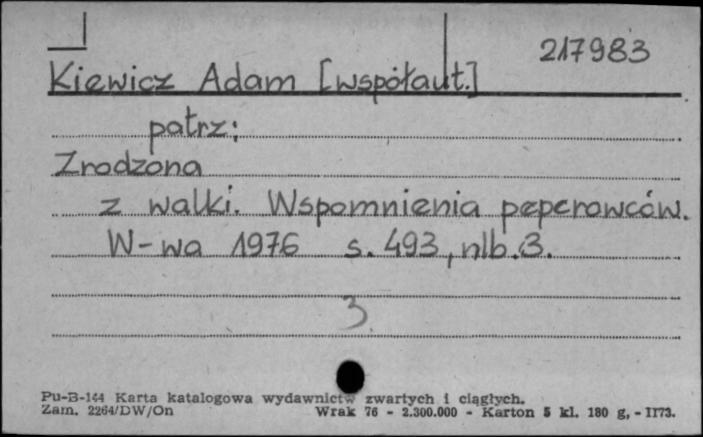 217983
Kiewicz Adam [współaut.]
patrz:
Zrodzona
z walki. Wspomnienia peperowców.
W-wa 1976 s. 493, nlb. 3.
3
Pu-B-144 Karta katalogowa wydawnictw zwartych i ciągłych.
Zam. 2264/DW/On Wrak 76 - 2.300.000 - Karton 5 kl. 180 g, - II73.